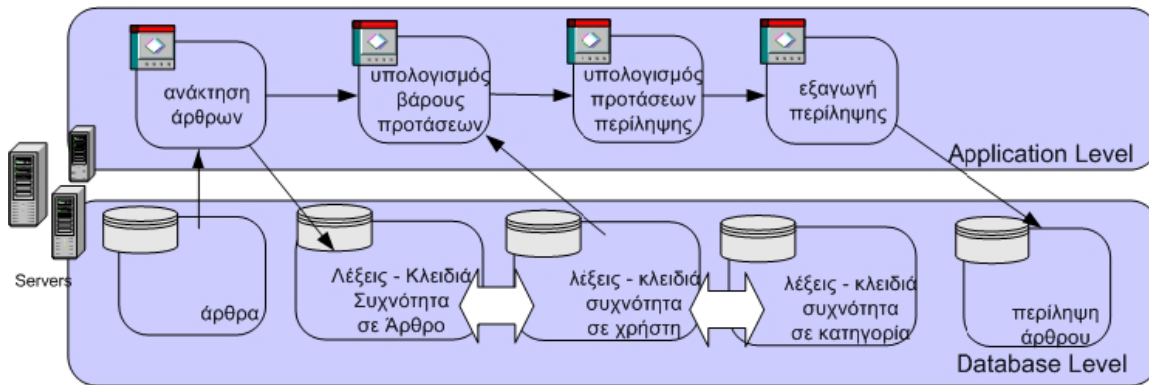 ανάκτηση
άρθρων
υπολογισμός
βάρους
προτάσεων
υπολογισμός
προτάσεων
περίληψης
εξαγωγή
περίληψης
Application Level
Servers
άρθρα
Λέξεις - Κλειδιά
Συχνότητα
σε Άρθρο
λέξεις - κλειδιά
συχνότητα
σε χρήστη
λέξεις - κλειδιά
συχνότητα
σε κατηγορία
περίληψη
άρθρου
Database Level